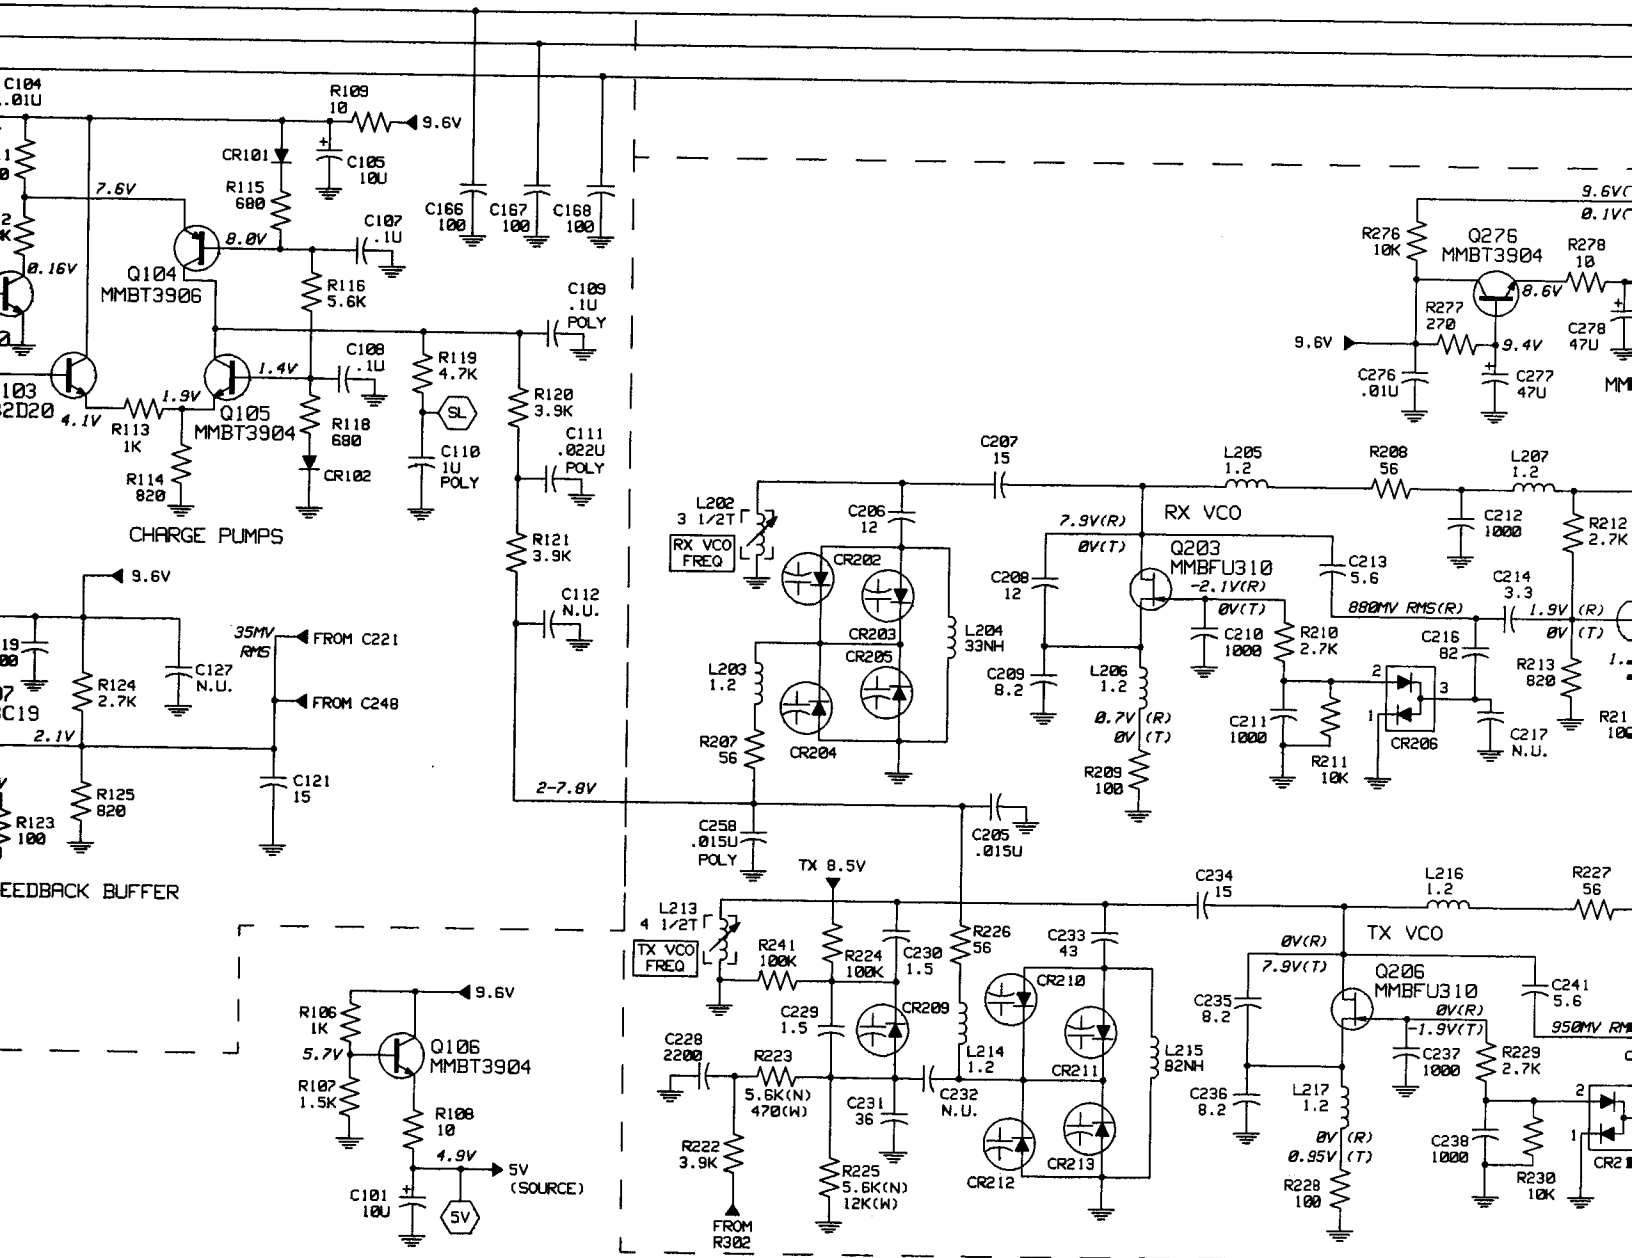 C104
.01U
R109
10
9.6V
CR101
C105
10U
7.6V
R115
680
C107
.1U
8.0V
C166
100
C167
100
C168
100
0.16V
Q104
MMBT3906
R116
5.6K
C109
.1U
POLY
C108
.1U
1.4V
R119
4.7K
SL
R120
3.9K
103
2D20
4.1V
R113
1K
1.9V
Q105
MMBT3904
R118
680
CR102
C110
1U
POLY
C111
.022U
POLY
R114
820
CHARGE PUMPS
R121
3.9K
9.6V
C112
N.U.
35MV
RMS
FROM C221
FROM C248
R124
2.7K
C127
N.U.
2.1V
C121
15
R125
820
R123
100
EEDBACK BUFFER
2-7.8V
R106
1K
9.6V
5.7V
Q106
MMBT3904
R107
1.5K
R108
10
4.9V
5V
(SOURCE)
C101
10U
5V
9.6V(
0.1V(
R276
10K
Q276
MMBT3904
R278
10
8.6V
R277
270
9.6V
9.4V
C278
47U
C276
.01U
C277
47U
C207
15
L205
1.2
R208
56
L207
1.2
L202
3 1/2T
RX VCO
FREQ
C206
12
7.9V(R)
0V(T)
RX VCO
C212
1000
R212
2.7K
CR202
CR203
CR205
CR204
L204
33NH
C208
12
Q203
MMBFU310
-2.1V(R)
0V(T)
C213
5.6
C214
3.3
880MV RMS(R)
1.9V (R)
0V (T)
L203
1.2
R207
56
C209
8.2
L206
1.2
C210
1000
R210
2.7K
C216
82
R213
820
0.7V (R)
0V (T)
R209
100
C211
1000
R211
10K
2
3
1
CR206
C217
N.U.
C258
.015U
POLY
C205
.015U
TX 8.5V
L213
4 1/2T
TX VCO
FREQ
R241
100K
R224
100K
C230
1.5
R226
56
C233
43
C234
15
L216
1.2
R227
56
0V(R)
7.9V(T)
TX VCO
C229
1.5
CR209
CR210
C228
2200
R223
5.6K(N)
470(W)
L214
1.2
CR211
L215
82NH
C235
8.2
Q206
MMBFU310
0V(R)
-1.9V(T)
C241
5.6
950MV RM
C231
36
C232
N.U.
C236
8.2
L217
1.2
C237
1000
R229
2.7K
R222
3.9K
R225
5.6K(N)
12K(W)
CR212
CR213
0V (R)
0.95V (T)
R228
100
C238
1000
R230
10K
2
1
CR2
FROM
R302